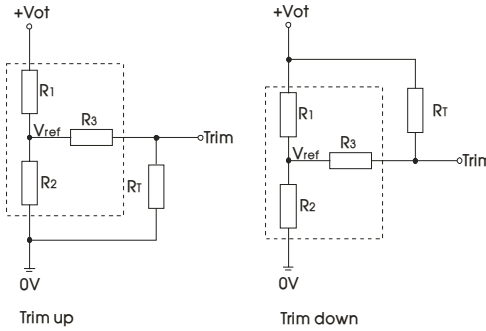 +Vot
R1
Vref
R3
Trim
R2
RT
0V
Trim up
+Vot
R1
RT
Vref
R3
Trim
R2
0V
Trim down